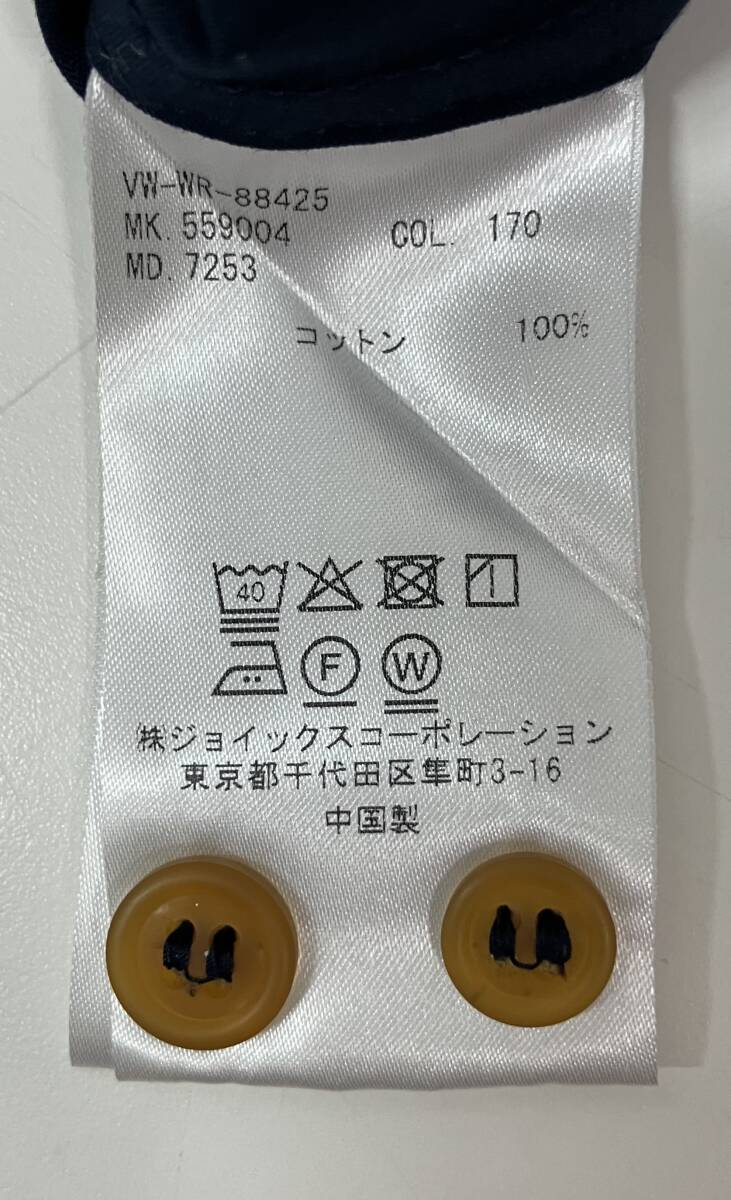 VW-WR-88425
MK. 559004 COL. 170
MD. 7253
コットン 100%
40
F W
㈱ジョイックスコーポレーション
東京都千代田区隼町3-16
中国製